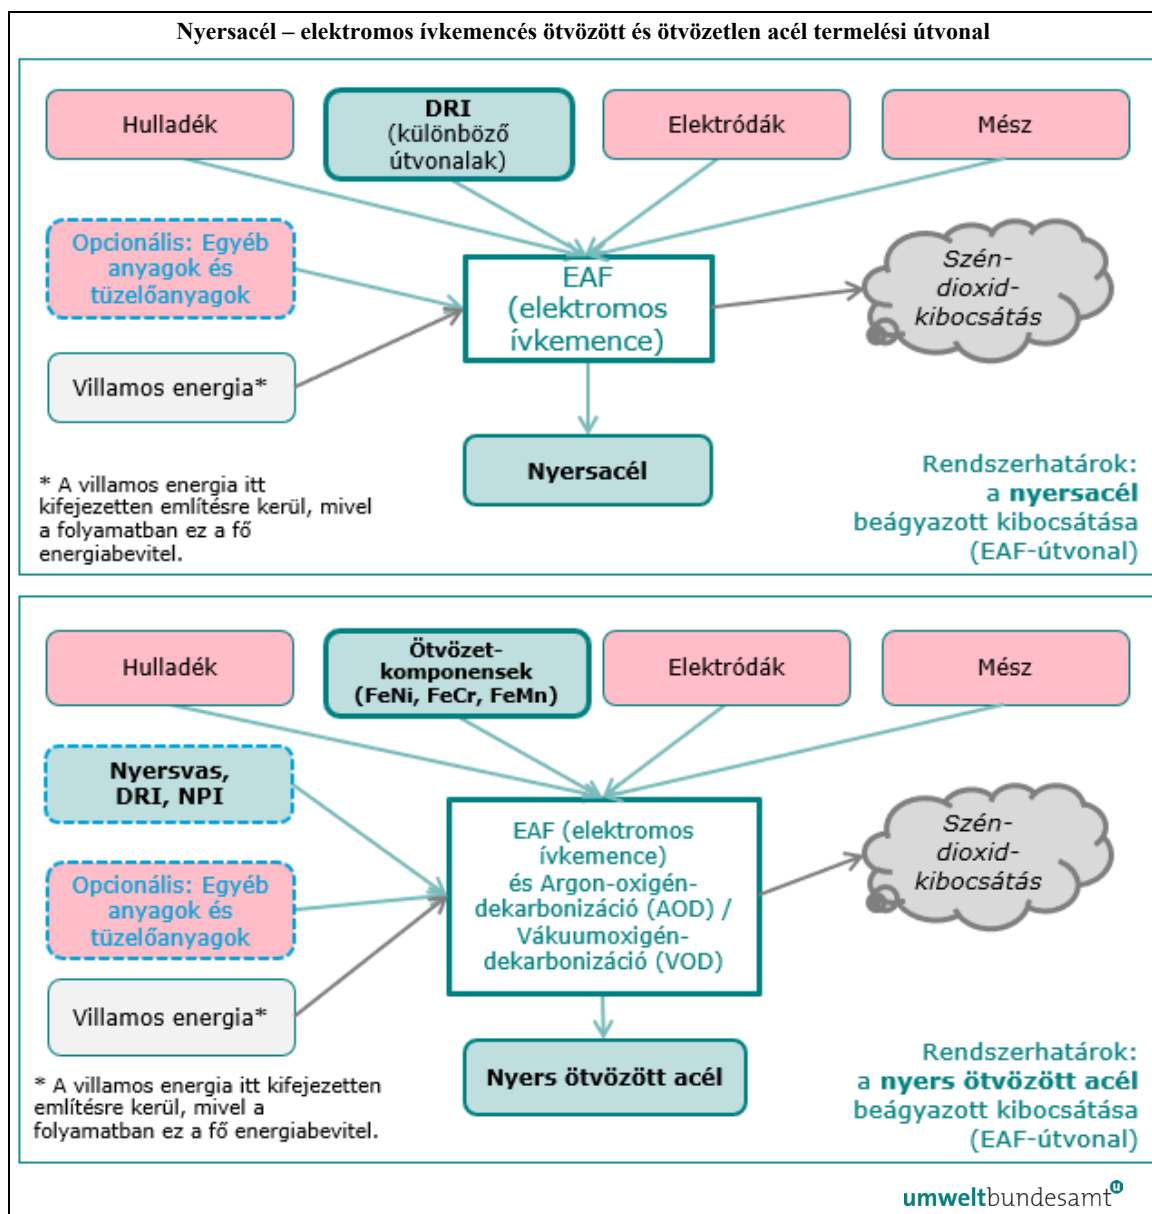 Nyersacél – elektromos ívkemencés ötvözött és ötvözetlen acél termelési útvonal
Hulladék
DRI
(különböző
útvonalak)
Elektródák
Mész
Opcionális: Egyéb
anyagok és
tüzelőanyagok
EAF
(elektromos
ívkemence)
Szén-
dioxid-
kibocsátás
Villamos energia*
Nyersacél
* A villamos energia itt
kifejezetten említésre kerül, mivel
a folyamatban ez a fő
energiabevitel.
Rendszerhatárok:
a nyersacél
beágyazott kibocsátása
(EAF-útvonal)
Hulladék
Ötvözet-
komponensek
(FeNi, FeCr, FeMn)
Elektródák
Mész
Nyersvas,
DRI, NPI
Opcionális: Egyéb
anyagok és
tüzelőanyagok
EAF (elektromos
ívkemence)
és Argon-oxigén-
dekarbonizáció (AOD) /
Vákuumoxigén-
dekarbonizáció (VOD)
Szén-
dioxid-
kibocsátás
Villamos energia*
Nyers ötvözött acél
* A villamos energia itt kifejezetten
említésre kerül, mivel a
folyamatban ez a fő energiabevitel.
Rendszerhatárok:
a nyers ötvözött acél
beágyazott kibocsátása
(EAF-útvonal)
umweltbundesamt